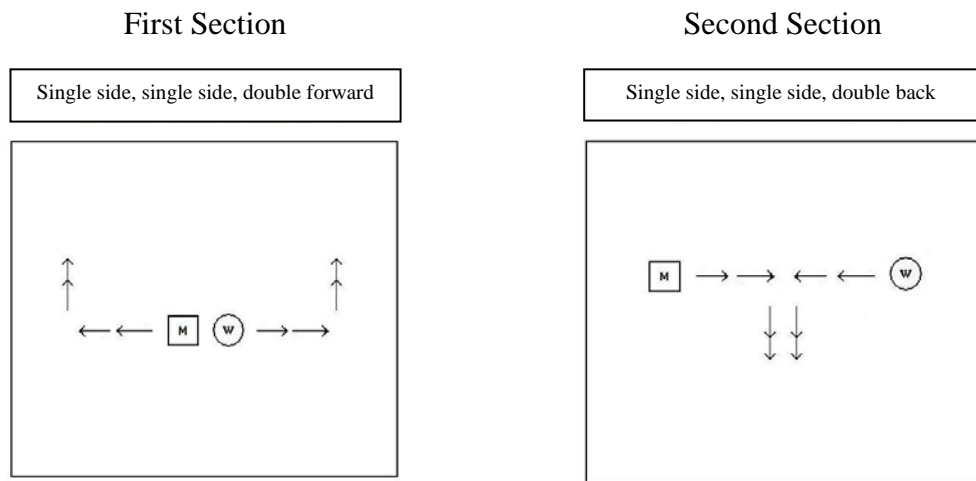 First Section
Second Section
Single side, single side, double forward
Single side, single side, double back
M
W
M
W